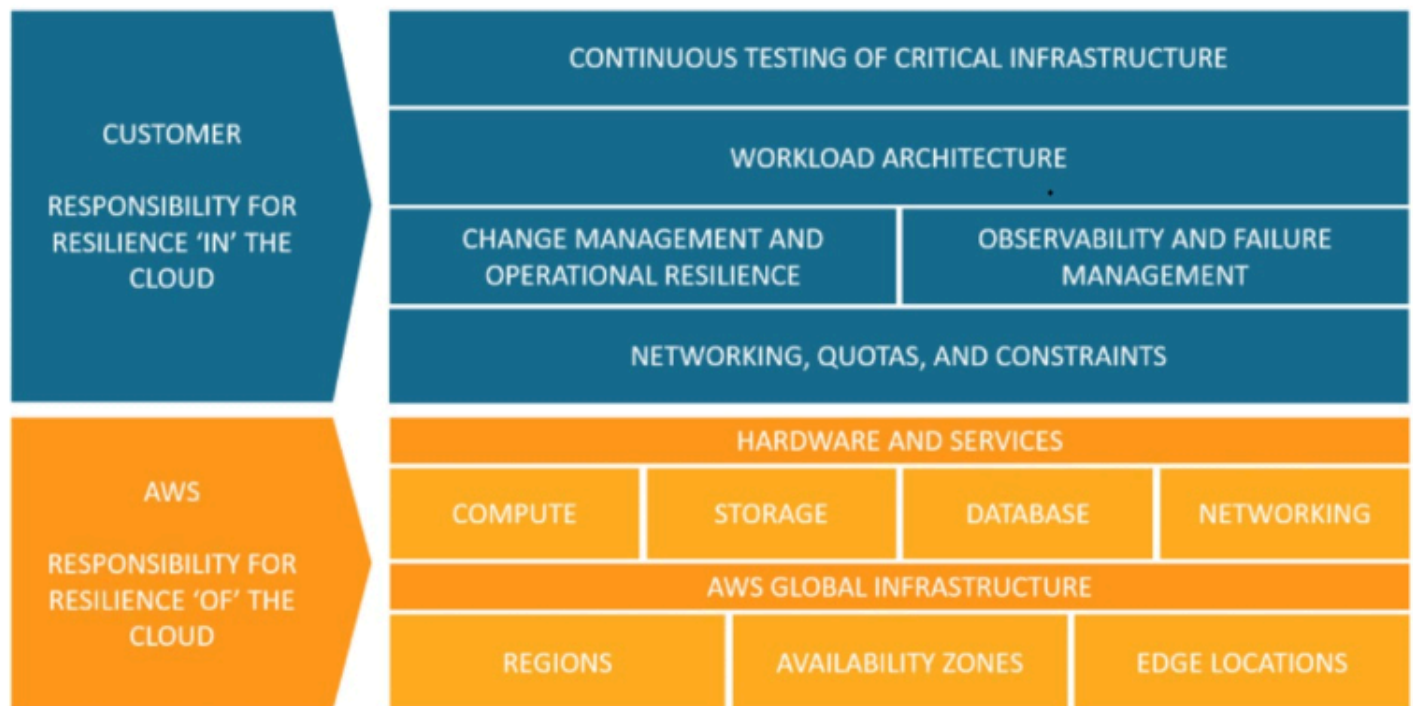 CUSTOMER
RESPONSIBILITY FOR
RESILIENCE ‘IN’ THE
CLOUD
CONTINUOUS TESTING OF CRITICAL INFRASTRUCTURE
WORKLOAD ARCHITECTURE
CHANGE MANAGEMENT AND
OPERATIONAL RESILIENCE
OBSERVABILITY AND FAILURE
MANAGEMENT
NETWORKING, QUOTAS, AND CONSTRAINTS
AWS
RESPONSIBILITY FOR
RESILIENCE ‘OF’ THE
CLOUD
HARDWARE AND SERVICES
COMPUTE
STORAGE
DATABASE
NETWORKING
AWS GLOBAL INFRASTRUCTURE
REGIONS
AVAILABILITY ZONES
EDGE LOCATIONS